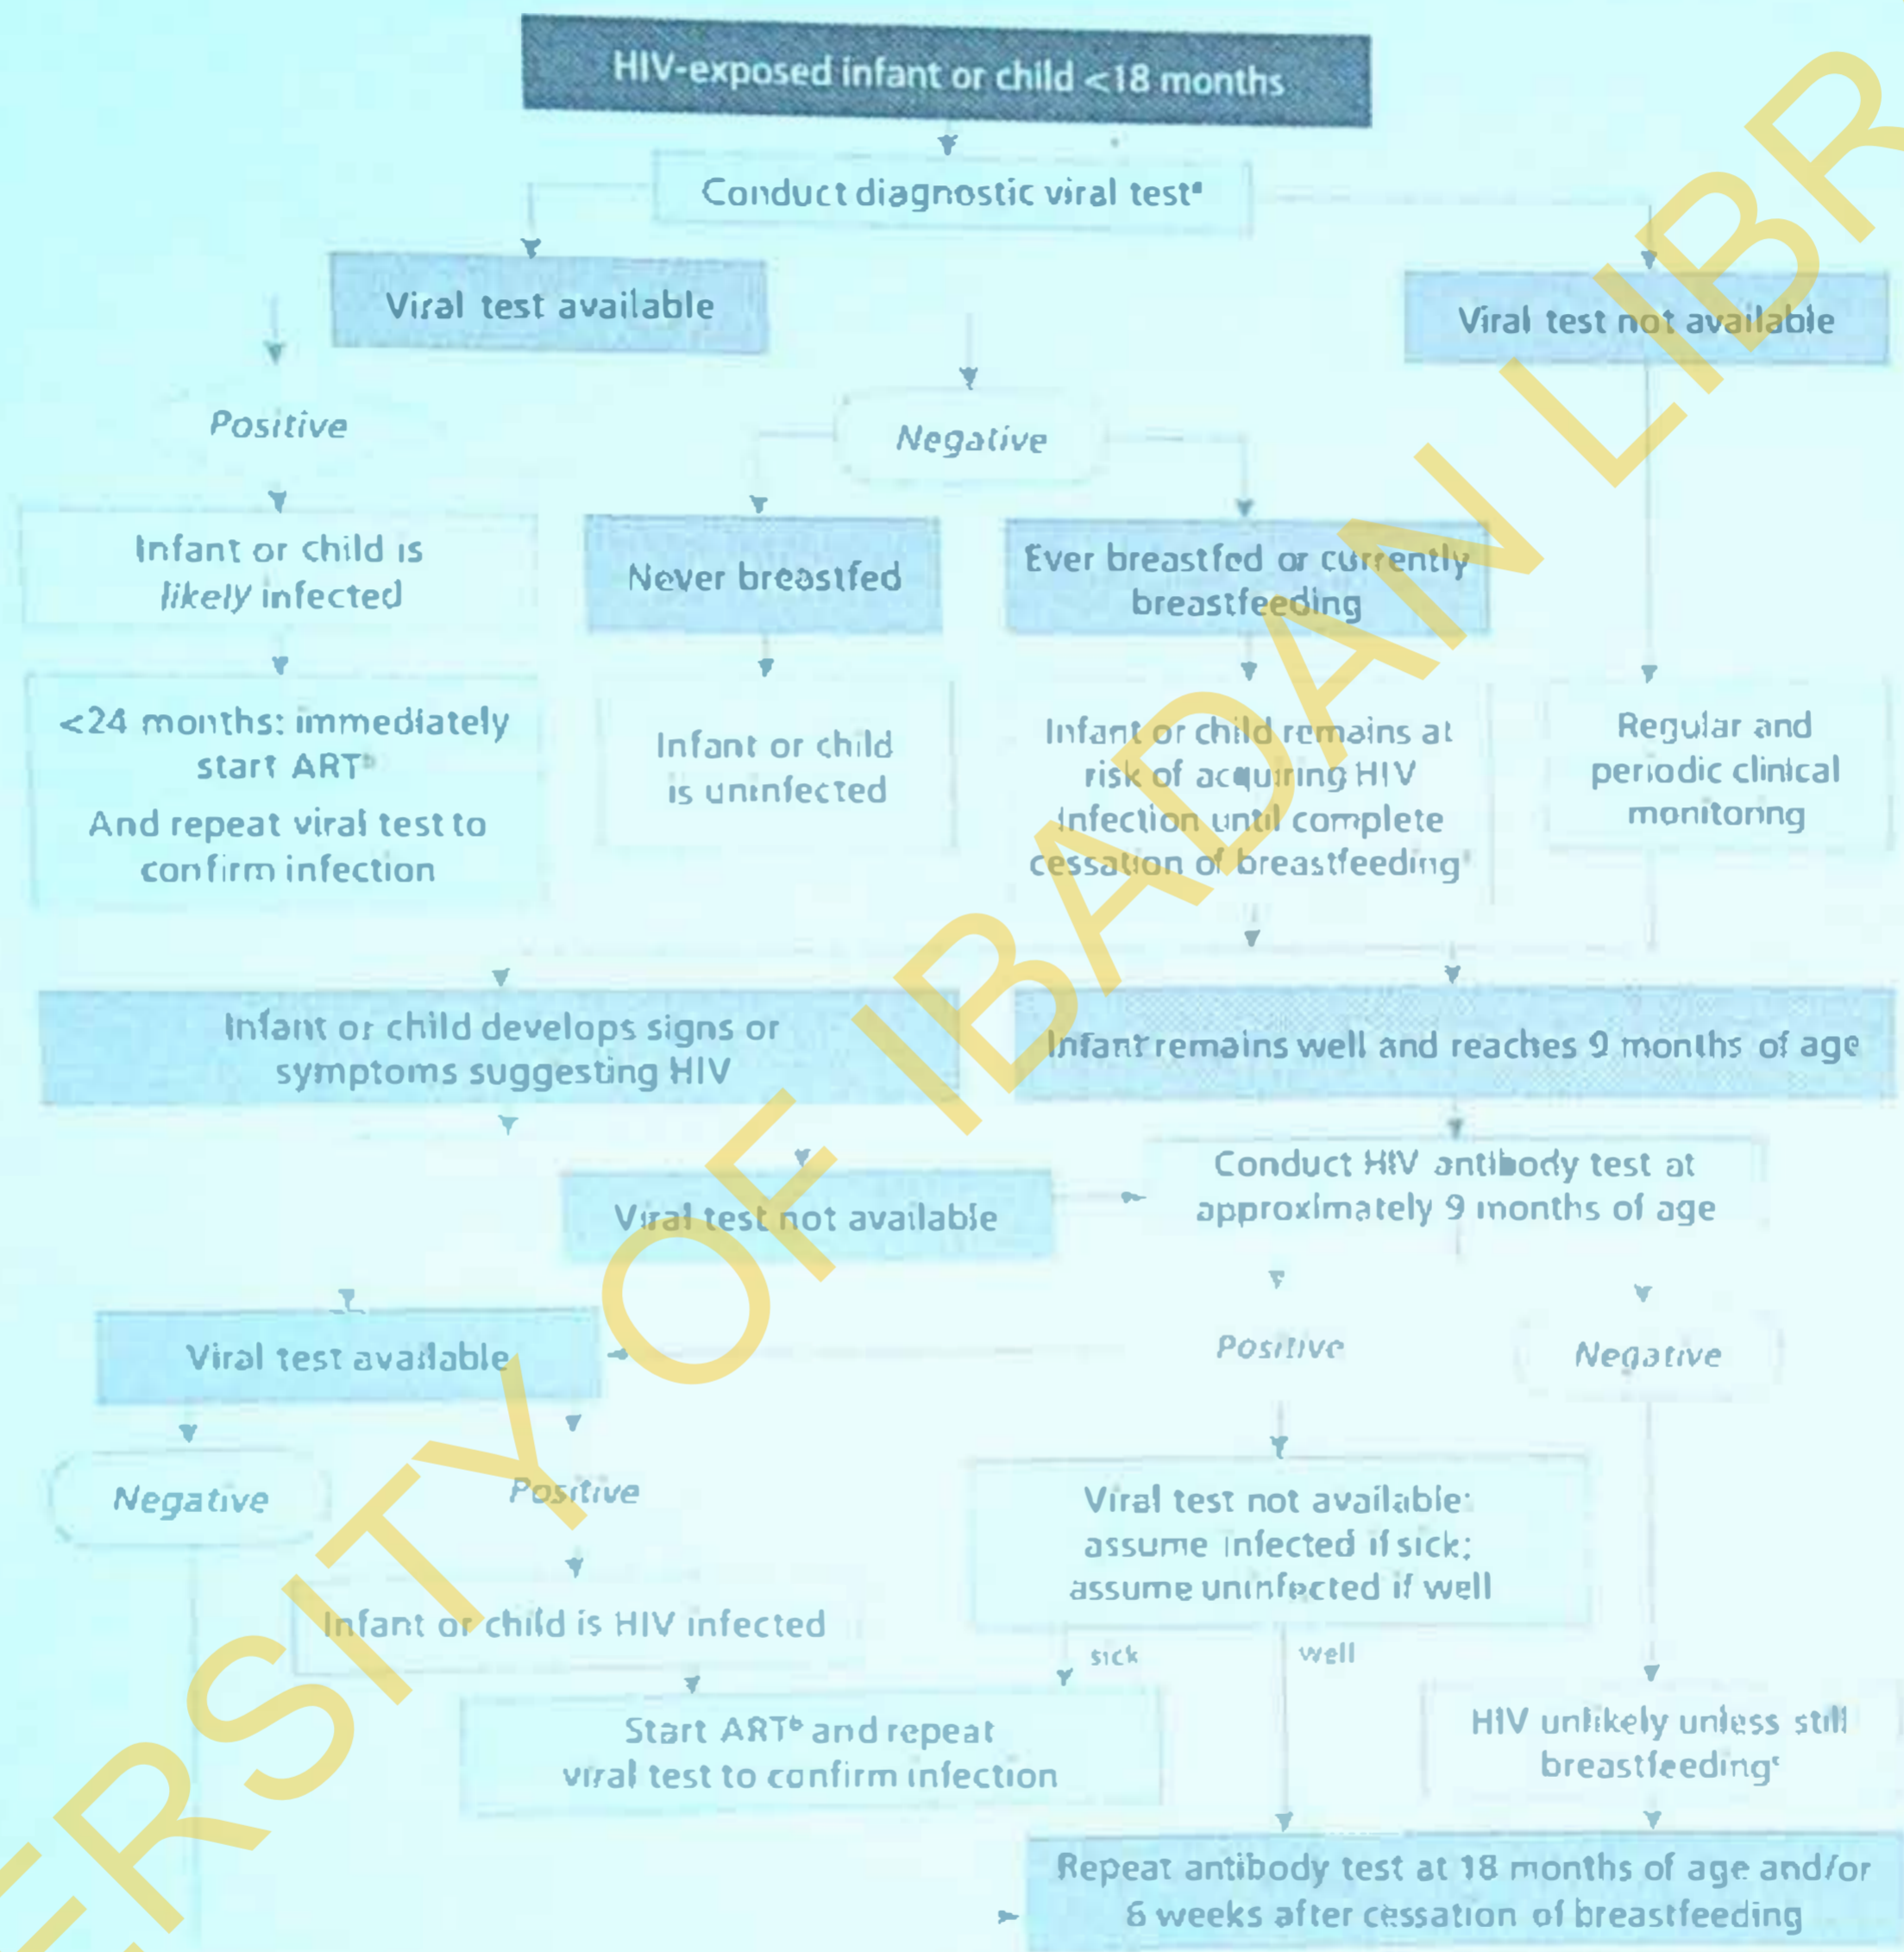 HIV-exposed infant or child <18 months
Conduct diagnostic viral testᵃ
Viral test available
Viral test not available
Positive
Negative
Infant or child is
likely infected
Never breastfed
Ever breastfed or currently
breastfeeding
<24 months: immediately
start ARTᵇ
And repeat viral test to
confirm infection
Infant or child
is uninfected
Infant or child remains at
risk of acquiring HIV
infection until complete
cessation of breastfeeding
Regular and
periodic clinical
monitoring
Infant or child develops signs or
symptoms suggesting HIV
Infant remains well and reaches 9 months of age
Viral test not available
Conduct HIV antibody test at
approximately 9 months of age
Viral test available
Positive
Negative
Negative
Positive
Viral test not available:
assume infected if sick;
assume uninfected if well
Infant or child is HIV infected
sick
well
Start ARTᵇ and repeat
viral test to confirm infection
HIV unlikely unless still
breastfeedingᶜ
Repeat antibody test at 18 months of age and/or
6 weeks after cessation of breastfeeding
ERSITY OF IBADAN LIBR